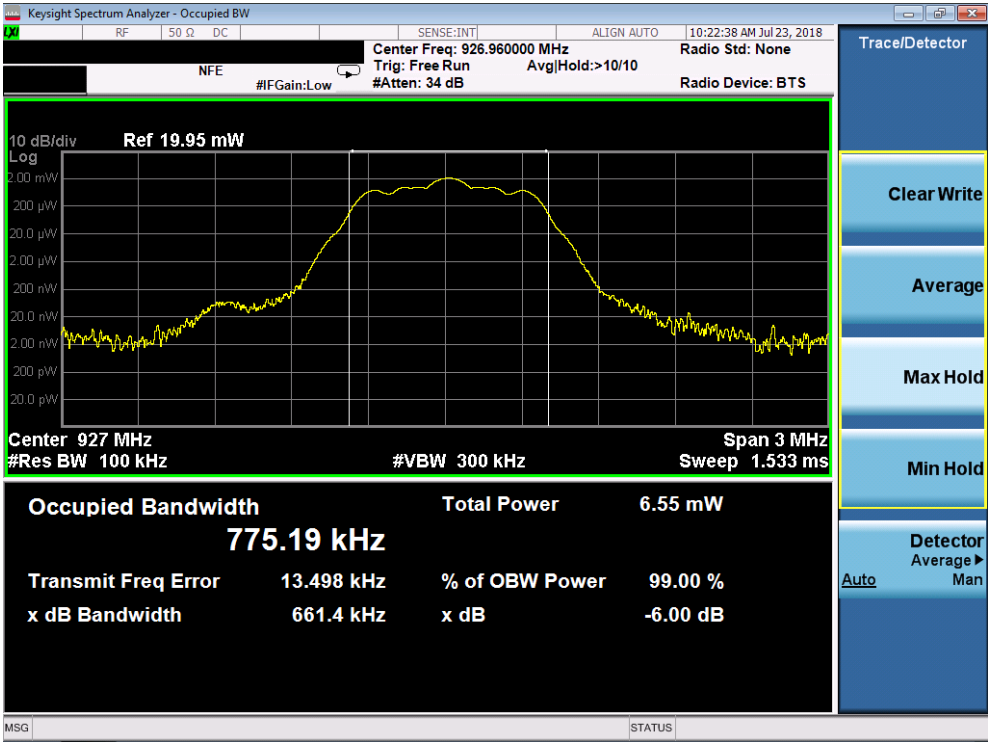 Keysight Spectrum Analyzer - Occupied BW
LXI RF 50 Ω DC SENSE:INT ALIGN AUTO 10:22:38 AM Jul 23, 2018
Center Freq: 926.960000 MHz Radio Std: None
NFE Trig: Free Run Avg|Hold:>10/10
#IFGain:Low #Atten: 34 dB Radio Device: BTS
10 dB/div Ref 19.95 mW
Log
2.00 mW
200 µW
20.0 µW
2.00 µW
200 nW
20.0 nW
2.00 nW
200 pW
20.0 pW
Center 927 MHz Span 3 MHz
#Res BW 100 kHz #VBW 300 kHz Sweep 1.533 ms
Occupied Bandwidth Total Power 6.55 mW
775.19 kHz
Transmit Freq Error 13.498 kHz % of OBW Power 99.00 %
x dB Bandwidth 661.4 kHz x dB -6.00 dB
Trace/Detector
Clear Write
Average
Max Hold
Min Hold
Detector
Average▶
Auto Man
MSG STATUS